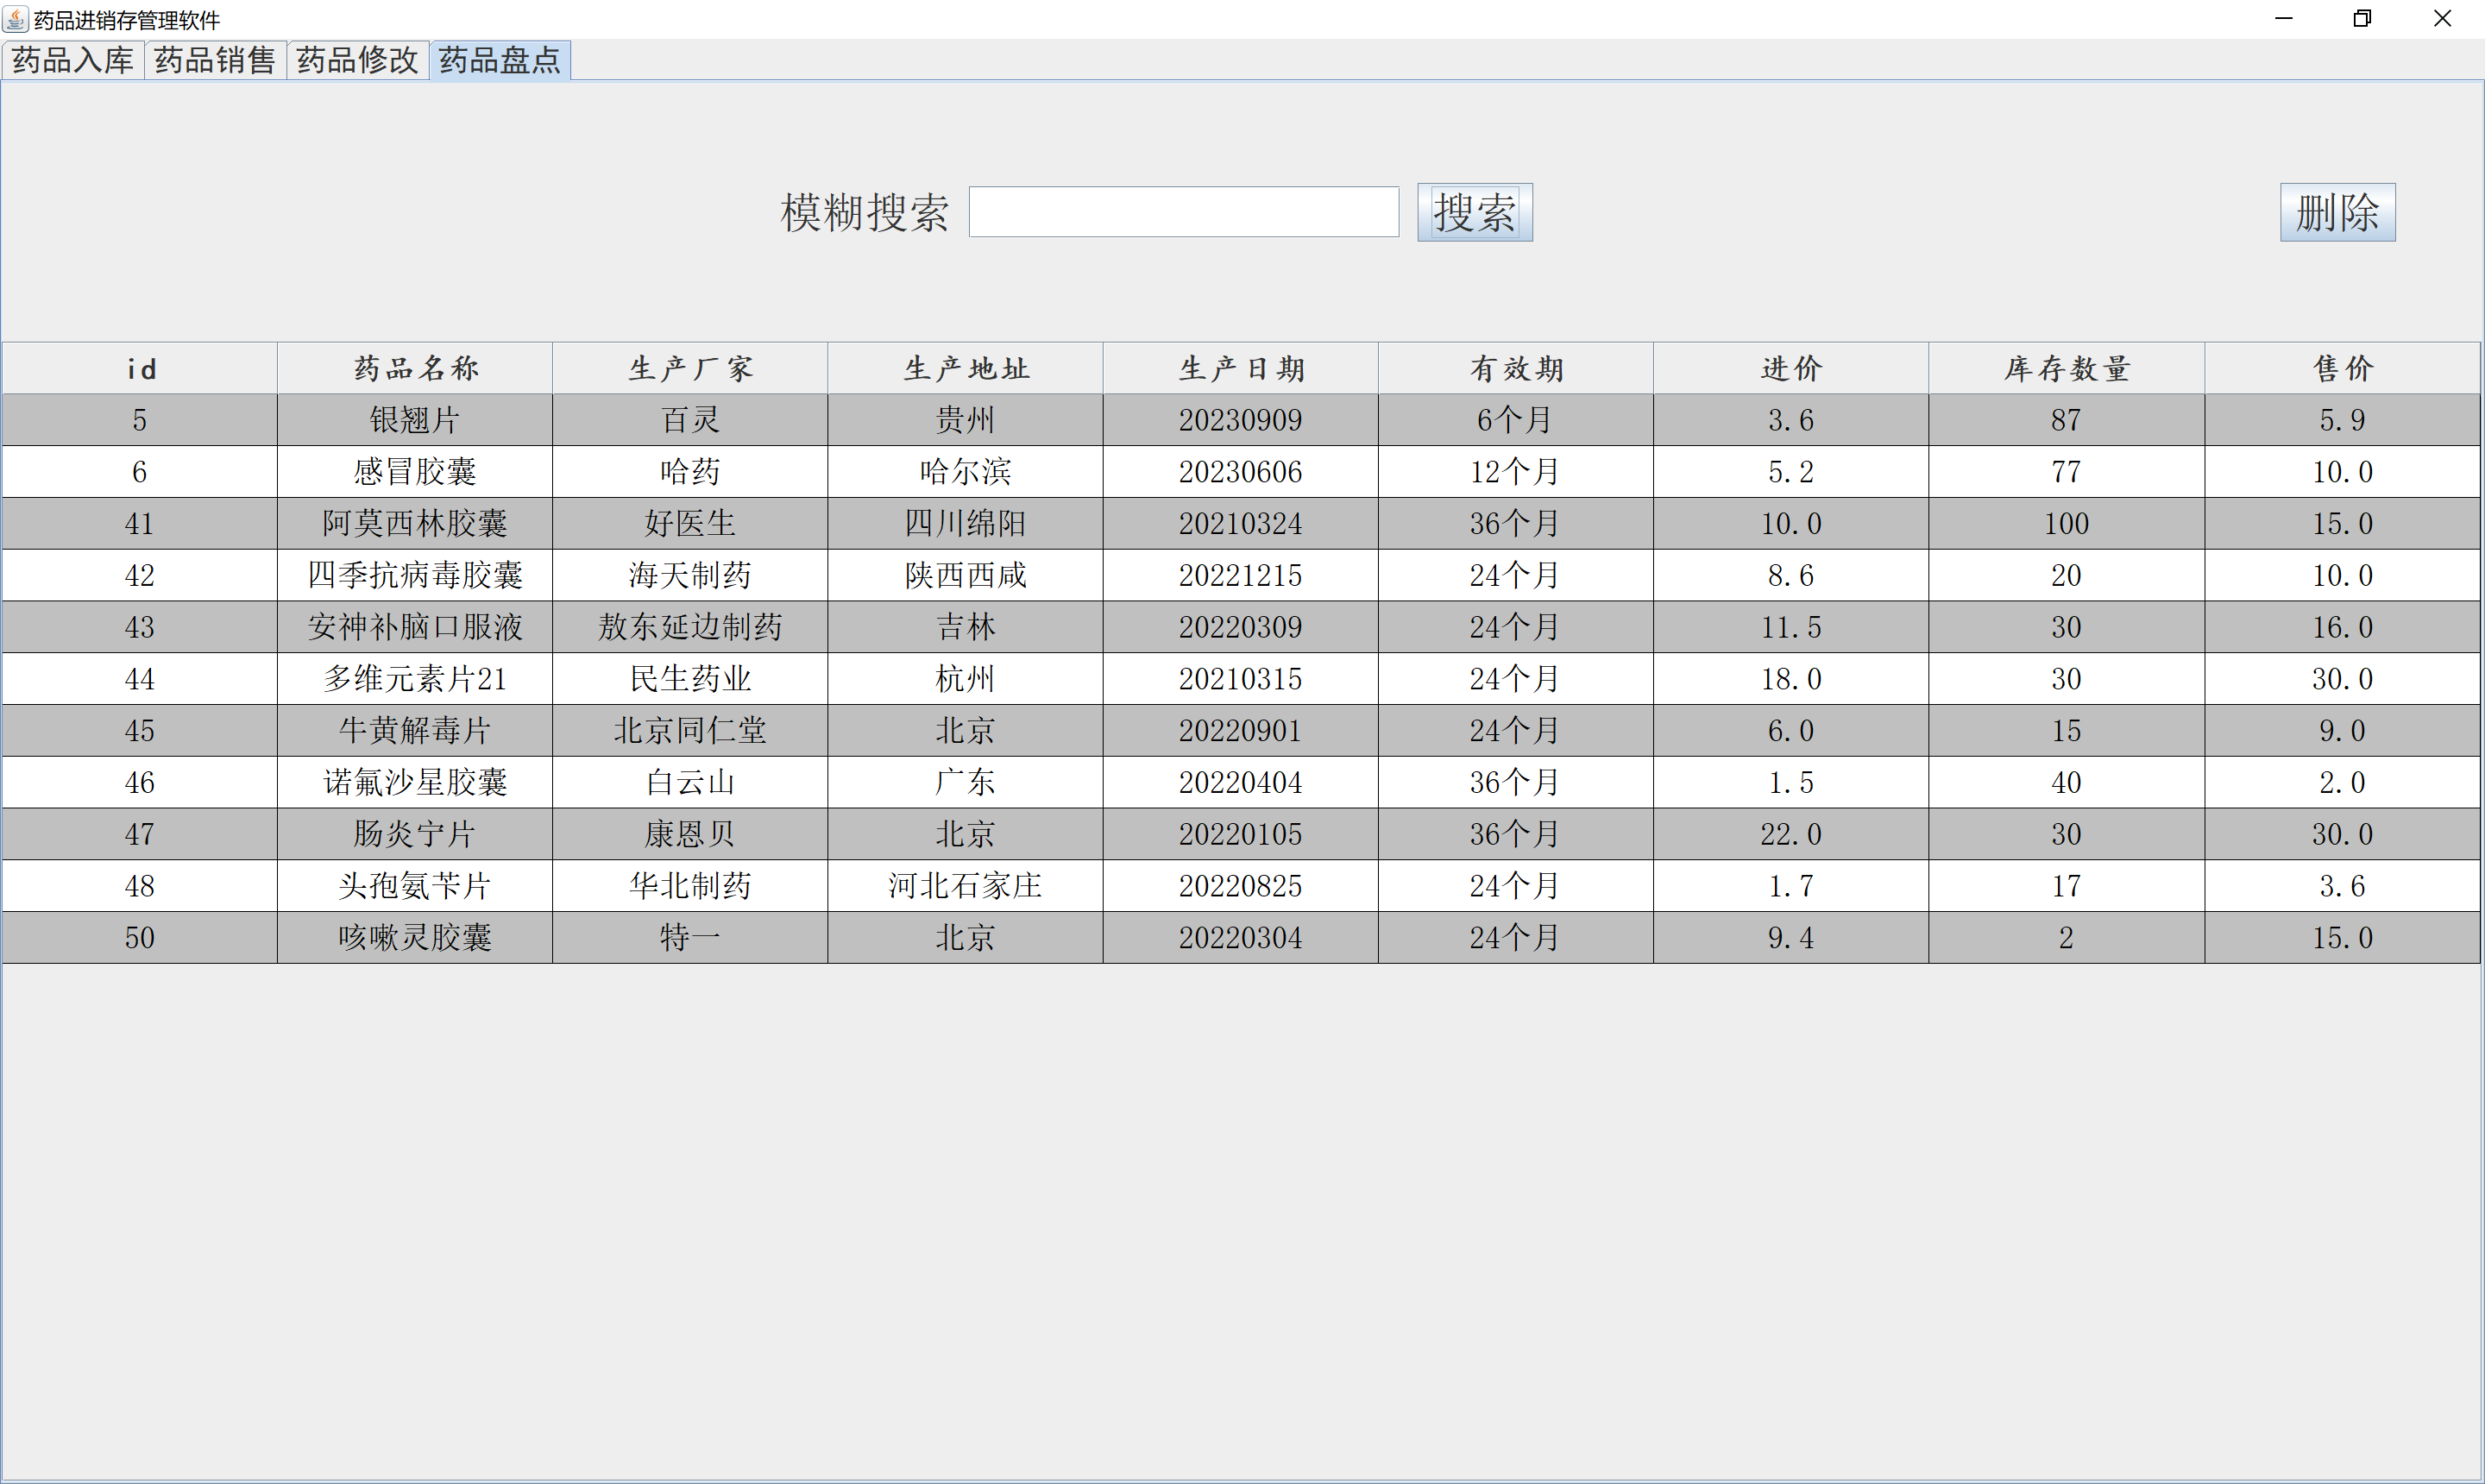 药品进销存管理软件
药品入库 药品销售 药品修改 药品盘点
模糊搜索 搜索 删除
id 药品名称 生产厂家 生产地址 生产日期 有效期 进价 库存数量 售价
5 银翘片 百灵 贵州 20230909 6个月 3.6 87 5.9
6 感冒胶囊 哈药 哈尔滨 20230606 12个月 5.2 77 10.0
41 阿莫西林胶囊 好医生 四川绵阳 20210324 36个月 10.0 100 15.0
42 四季抗病毒胶囊 海天制药 陕西西咸 20221215 24个月 8.6 20 10.0
43 安神补脑口服液 敖东延边制药 吉林 20220309 24个月 11.5 30 16.0
44 多维元素片21 民生药业 杭州 20210315 24个月 18.0 30 30.0
45 牛黄解毒片 北京同仁堂 北京 20220901 24个月 6.0 15 9.0
46 诺氟沙星胶囊 白云山 广东 20220404 36个月 1.5 40 2.0
47 肠炎宁片 康恩贝 北京 20220105 36个月 22.0 30 30.0
48 头孢氨苄片 华北制药 河北石家庄 20220825 24个月 1.7 17 3.6
50 咳嗽灵胶囊 特一 北京 20220304 24个月 9.4 2 15.0